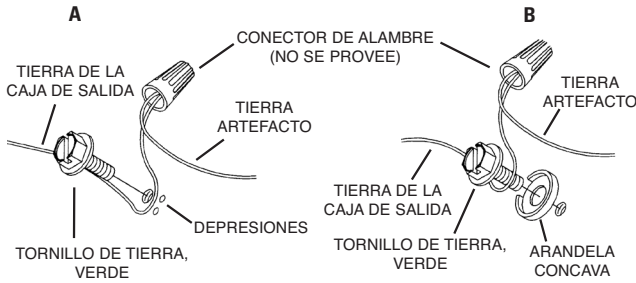 A
B
CONECTOR DE ALAMBRE
(NO SE PROVEE)
TIERRA DE LA
CAJA DE SALIDA
TIERRA
ARTEFACTO
DEPRESIONES
TORNILLO DE TIERRA,
VERDE
TIERRA
ARTEFACTO
TIERRA DE LA
CAJA DE SALIDA
TORNILLO DE TIERRA,
VERDE
ARANDELA
CONCAVA